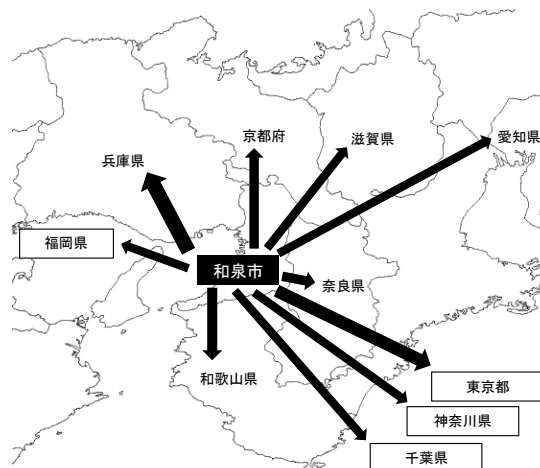 京都府
滋賀県
愛知県
兵庫県
福岡県
和泉市
奈良県
和歌山県
東京都
神奈川県
千葉県